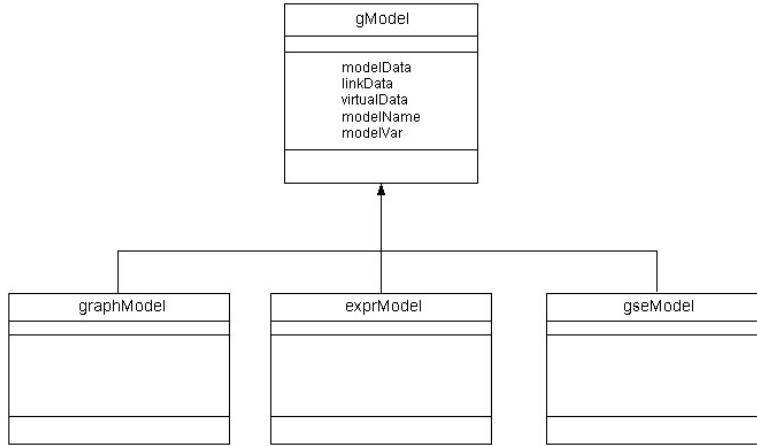 gModel
modelData
linkData
virtualData
modelName
modelVar
graphModel
exprModel
gseModel